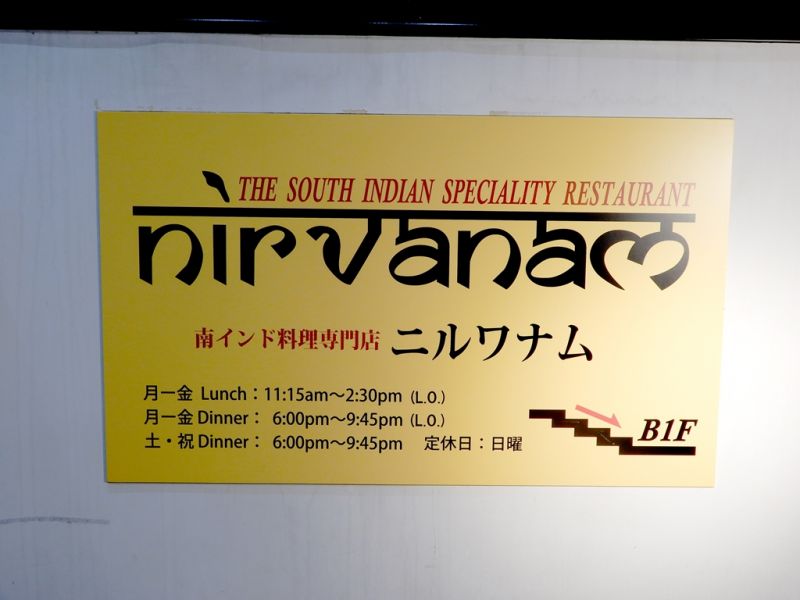 THE SOUTH INDIAN SPECIALITY RESTAURANT
nirvanam
南インド料理専門店 ニルワナム
月ー金 Lunch：11:15am～2:30pm (L.O.)
月ー金 Dinner： 6:00pm～9:45pm (L.O.)
土・祝 Dinner： 6:00pm～9:45pm 定休日：日曜
B1F